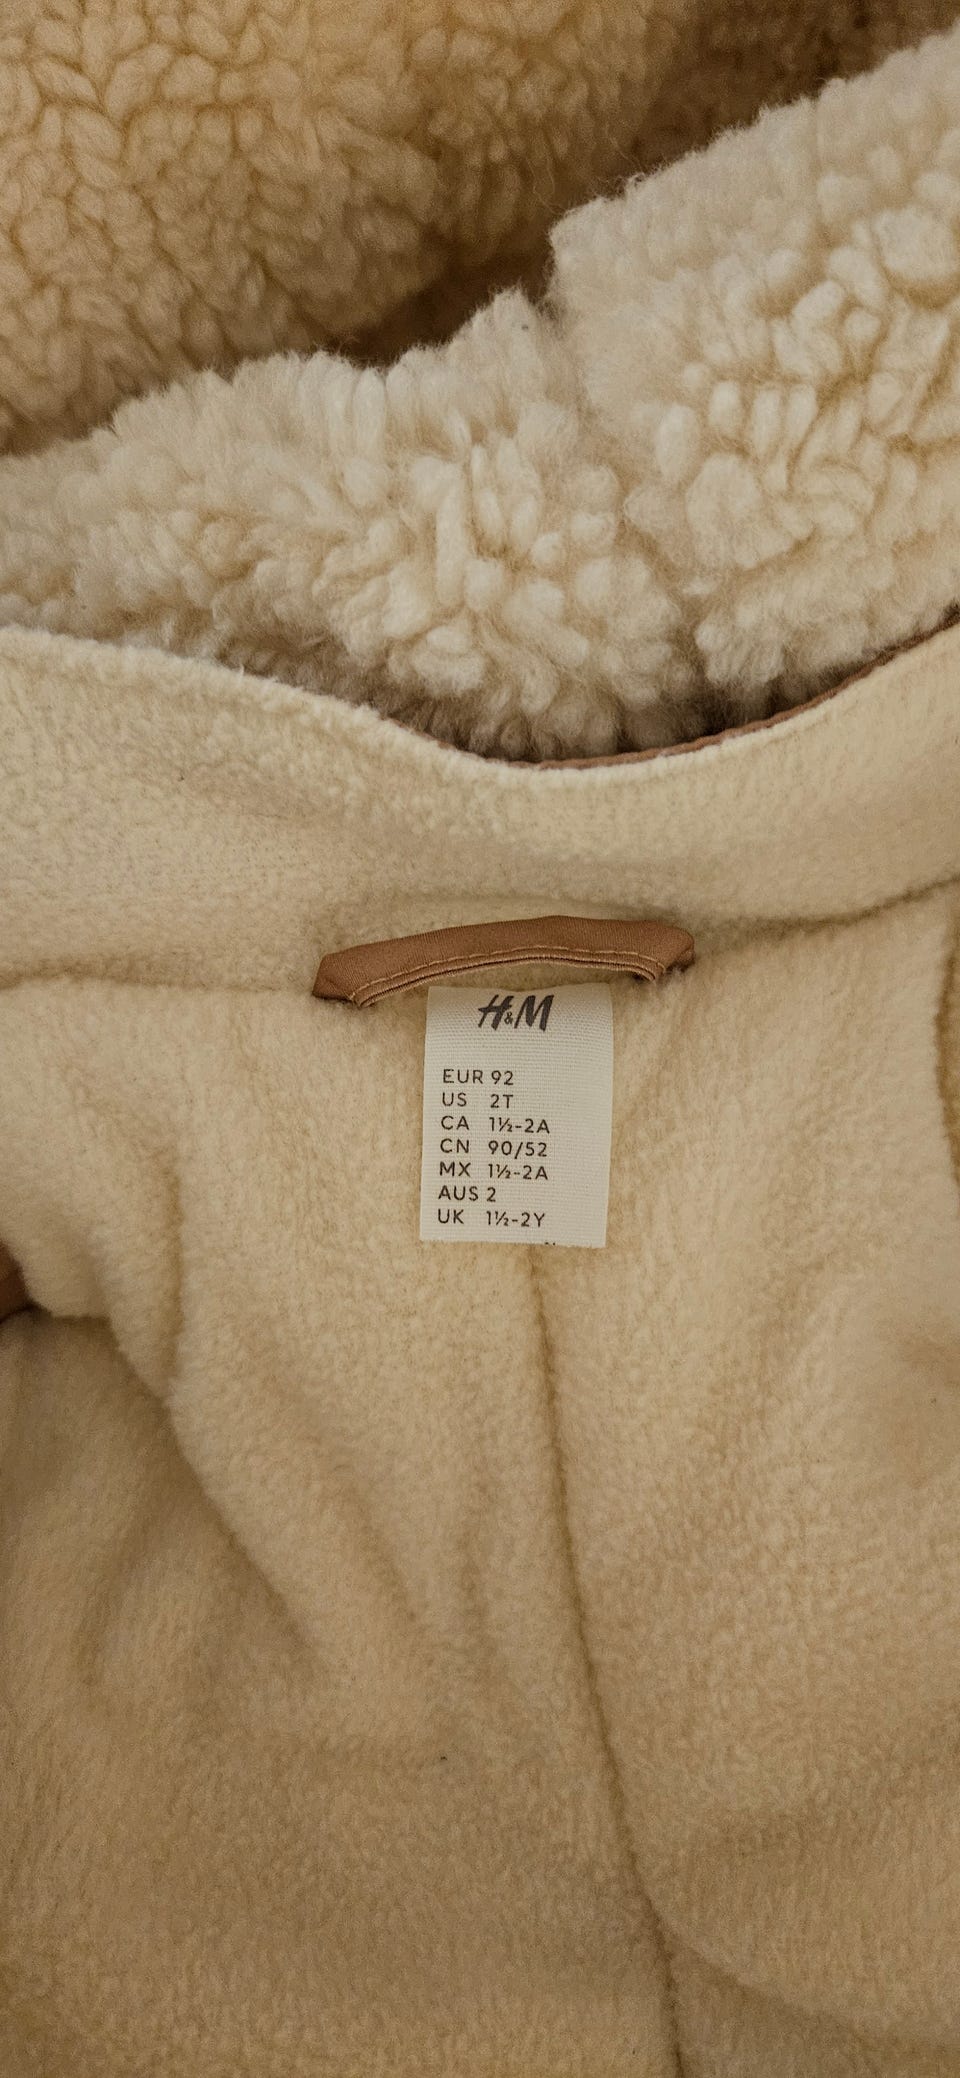 H&M
EUR 92
US 2T
CA 1½-2A
CN 90/52
MX 1½-2A
AUS 2
UK 1½-2Y